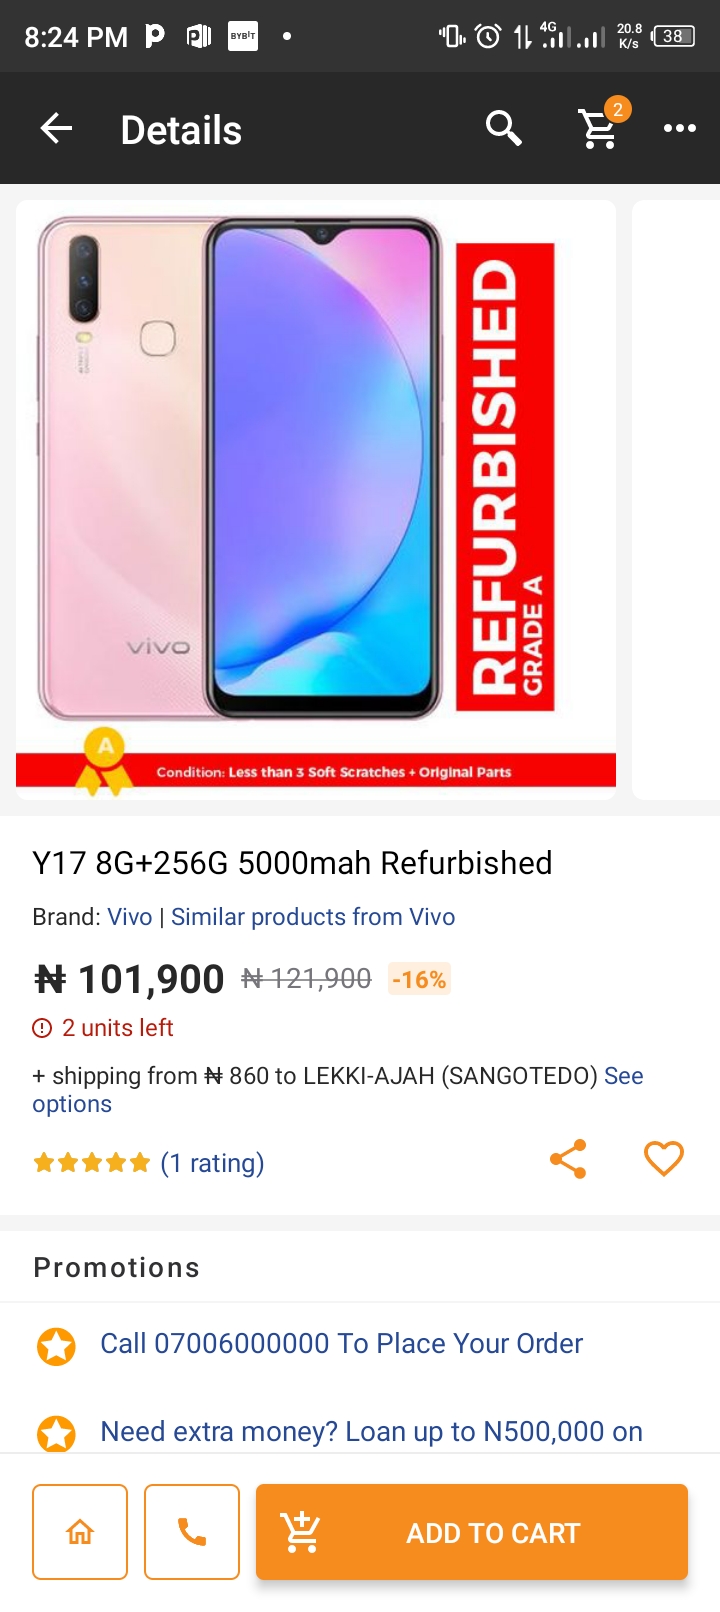 8:24 PM
BYBIT
4G
20.8
K/s
38
Details
2
vivo
REFURBISHED
GRADE A
A
Condition: Less than 3 Soft Scratches + Original Parts
Y17 8G+256G 5000mah Refurbished
Brand: Vivo | Similar products from Vivo
₦ 101,900 ₦ 121,900 -16%
2 units left
+ shipping from ₦ 860 to LEKKI-AJAH (SANGOTEDO) See
options
(1 rating)
Promotions
Call 07006000000 To Place Your Order
Need extra money? Loan up to N500,000 on
ADD TO CART